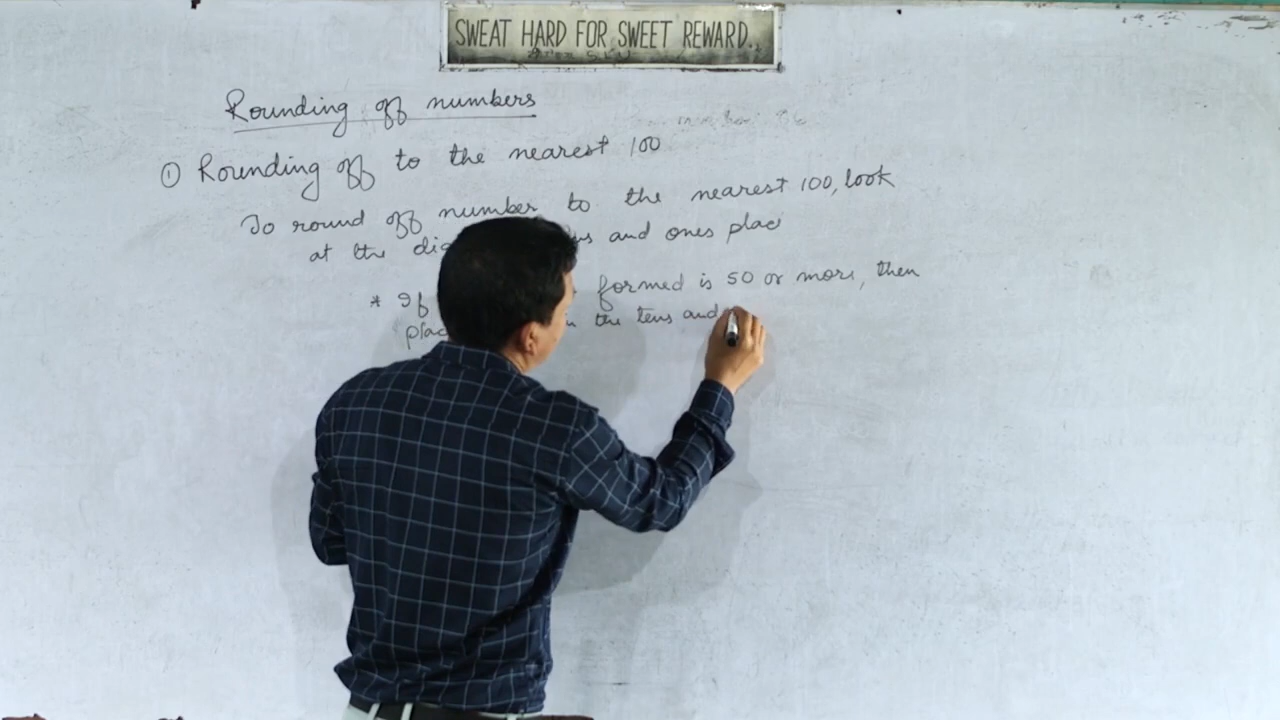 SWEAT HARD FOR SWEET REWARD.
Rounding off numbers
① Rounding off to the nearest 100
To round off number to the nearest 100, look
at the and ones place
* If formed is 50 or more, then
the tens and